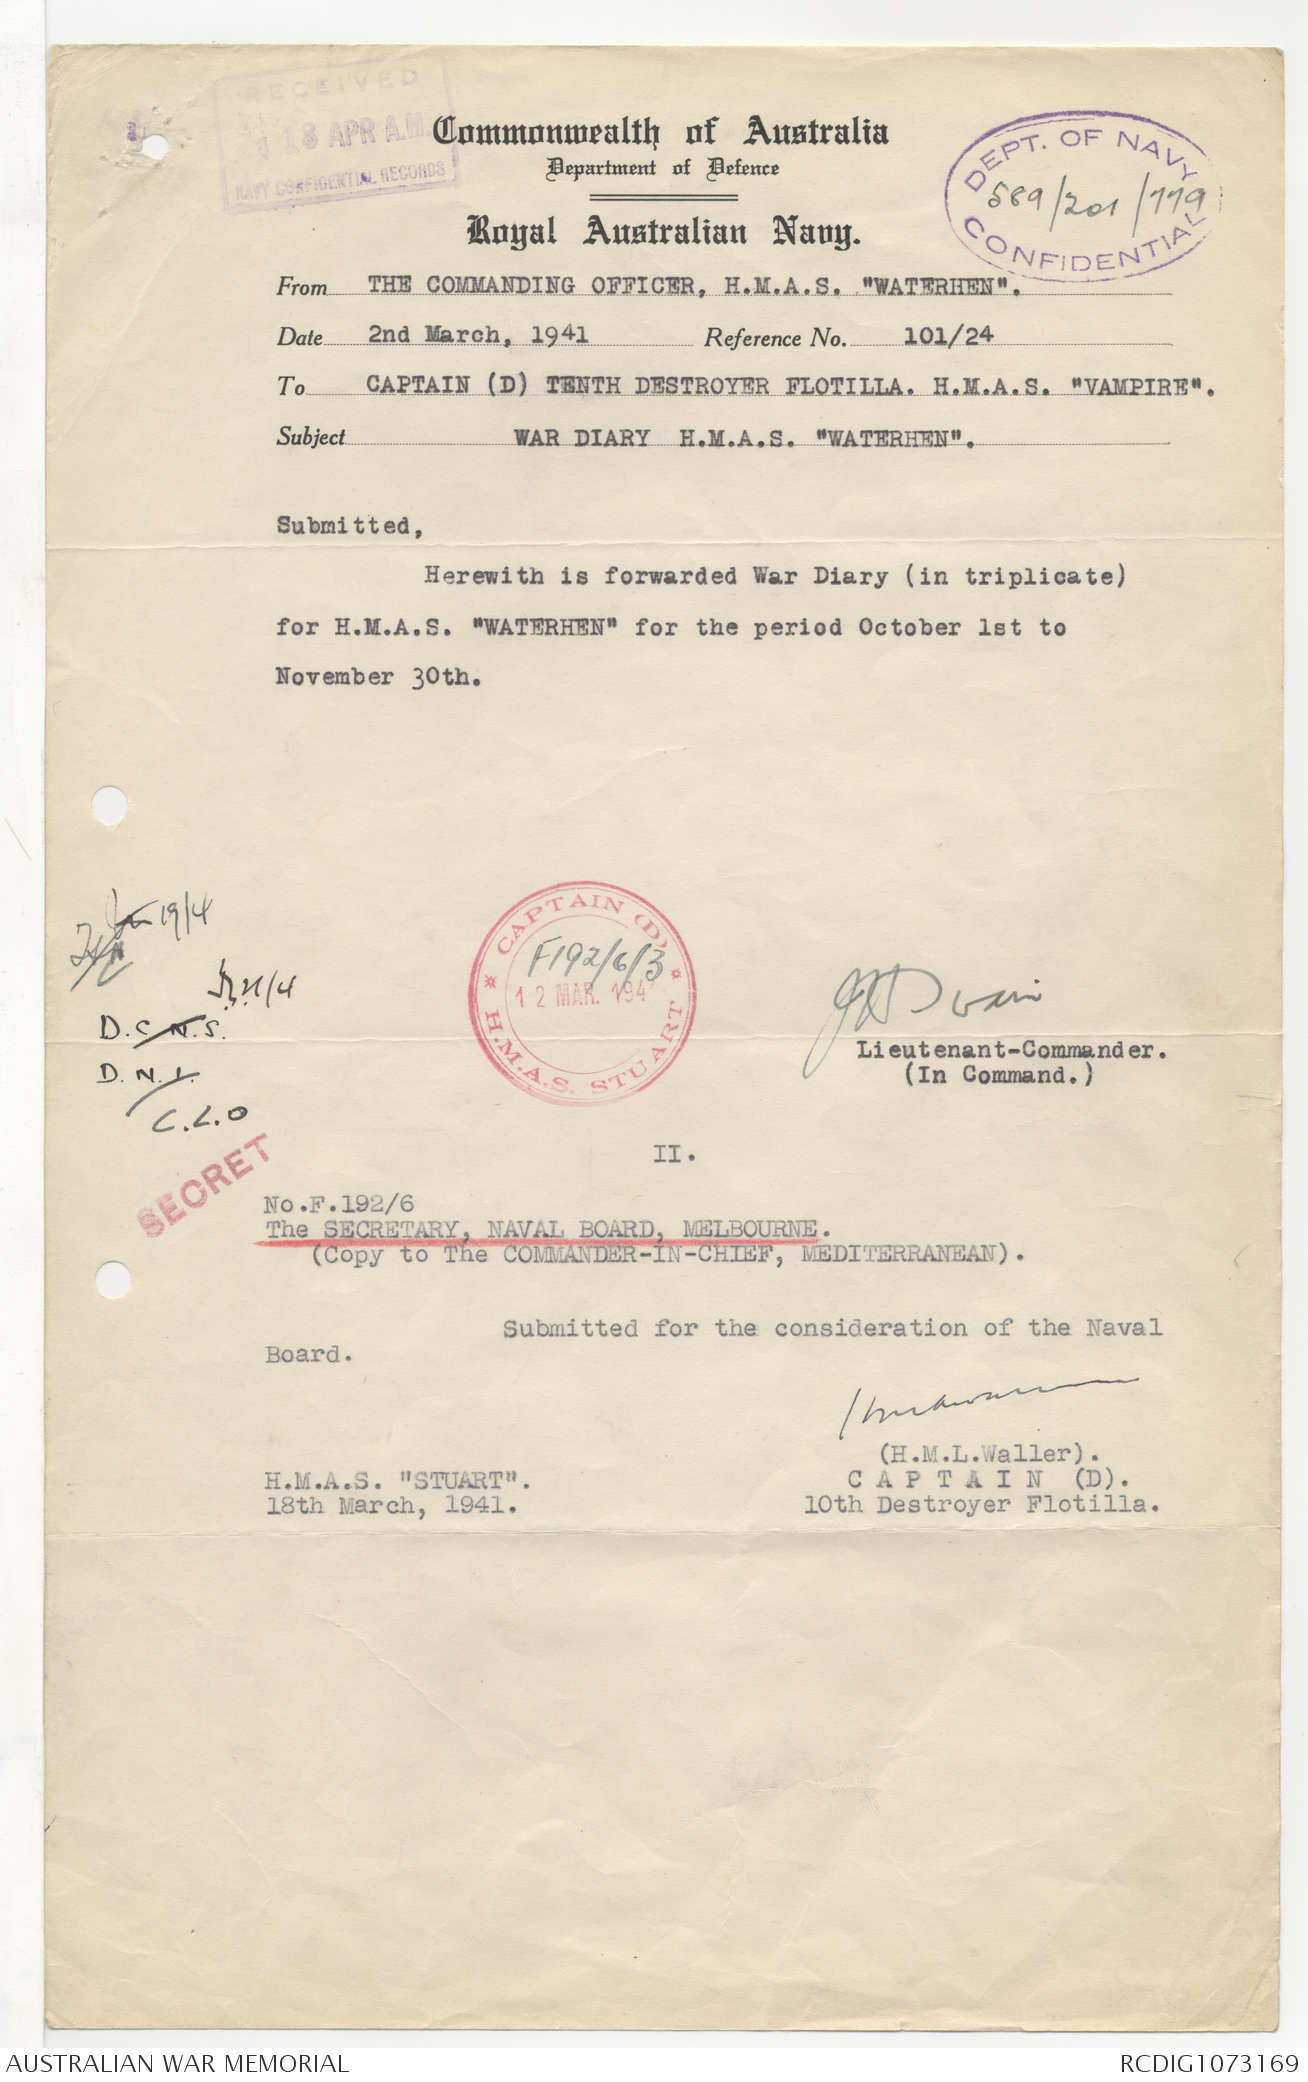 RECEIVED
18 APR A.M.
NAVY CONFIDENTIAL RECORDS
Commonwealth of Australia
Department of Defence
Royal Australian Navy.
DEPT. OF NAVY
589/201/779
CONFIDENTIAL
From THE COMMANDING OFFICER, H.M.A.S. "WATERHEN".
Date 2nd March, 1941 Reference No. 101/24
To CAPTAIN (D) TENTH DESTROYER FLOTILLA. H.M.A.S. "VAMPIRE".
Subject WAR DIARY H.M.A.S. "WATERHEN".
Submitted,
Herewith is forwarded War Diary (in triplicate)
for H.M.A.S. "WATERHEN" for the period October 1st to
November 30th.
19/4
21/4
D.C.N.S.
D.N.I.
C.L.O
SECRET
CAPTAIN (D)
F192/6/3
12 MAR. 194
H.M.A.S. STUART
Lieutenant-Commander.
(In Command.)
II.
No.F.192/6
The SECRETARY, NAVAL BOARD, MELBOURNE.
(Copy to The COMMANDER-IN-CHIEF, MEDITERRANEAN).
Submitted for the consideration of the Naval
Board.
(H.M.L.Waller).
H.M.A.S. "STUART". C A P T A I N (D).
18th March, 1941. 10th Destroyer Flotilla.
AUSTRALIAN WAR MEMORIAL RCDIG1073169